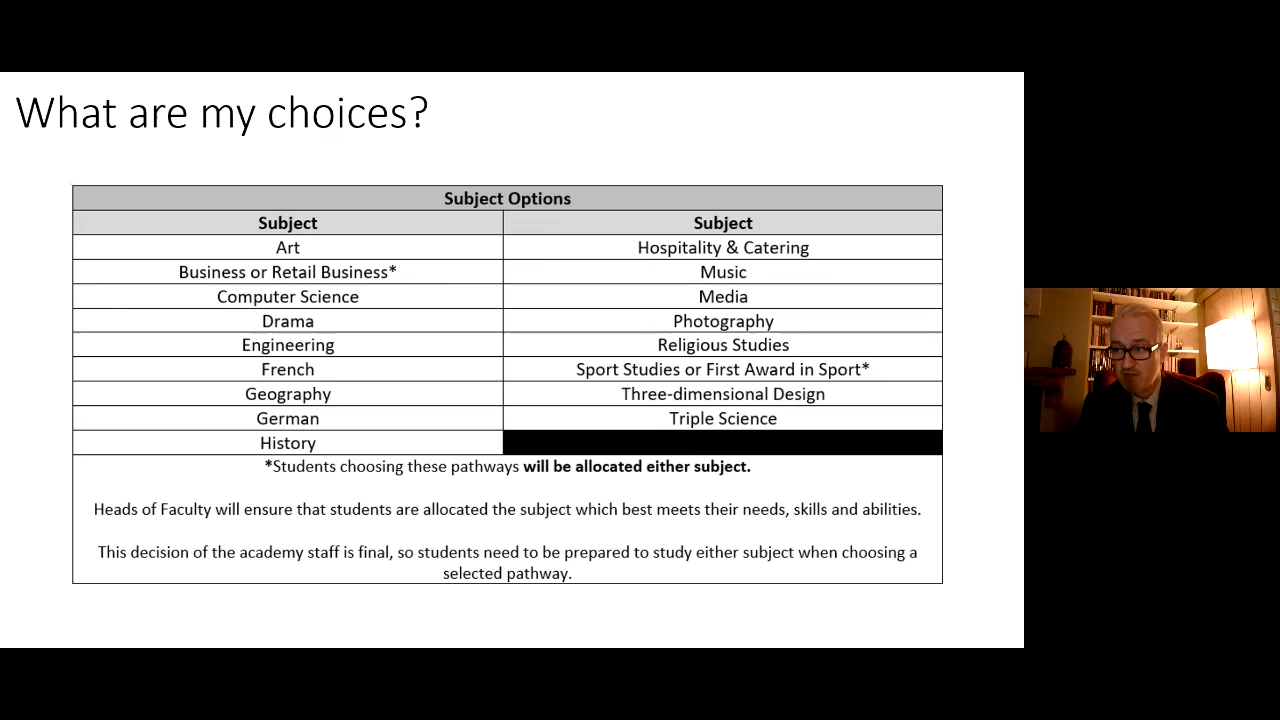 What are my choices?
Subject Options
Subject Subject
Art Hospitality & Catering
Business or Retail Business* Music
Computer Science Media
Drama Photography
Engineering Religious Studies
French Sport Studies or First Award in Sport*
Geography Three-dimensional Design
German Triple Science
History
*Students choosing these pathways will be allocated either subject.
Heads of Faculty will ensure that students are allocated the subject which best meets their needs, skills and abilities.
This decision of the academy staff is final, so students need to be prepared to study either subject when choosing a
selected pathway.